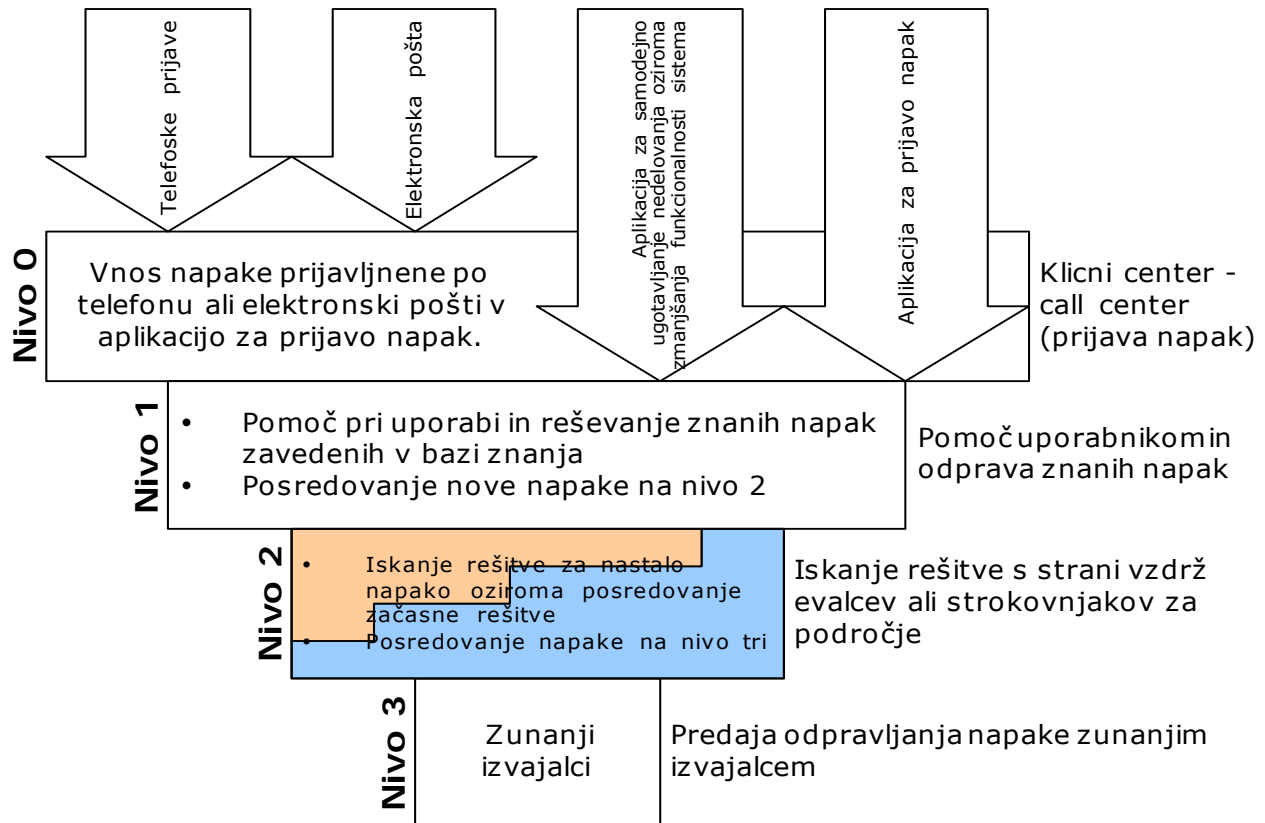 Telefoske prijave
Elektronska pošta
Aplikacija za samodejno
ugotavljanje nedelovanja oziroma
zmanjšanja funkcionalnosti sistema
Aplikacija za prijavo napak
Nivo 0
Vnos napake prijavljnene po
telefonu ali elektronski pošti v
aplikacijo za prijavo napak.
Klicni center -
call center
(prijava napak)
Nivo 1
• Pomoč pri uporabi in reševanje znanih napak
zavedenih v bazi znanja
• Posredovanje nove napake na nivo 2
Pomoč uporabnikom in
odprava znanih napak
Nivo 2
• Iskanje rešitve za nastalo
napako oziroma posredovanje
začasne rešitve
• Posredovanje napake na nivo tri
Iskanje rešitve s strani vzdrž
evalcev ali strokovnjakov za
področje
Nivo 3
Zunanji
izvajalci
Predaja odpravljanja napake zunanjim
izvajalcem